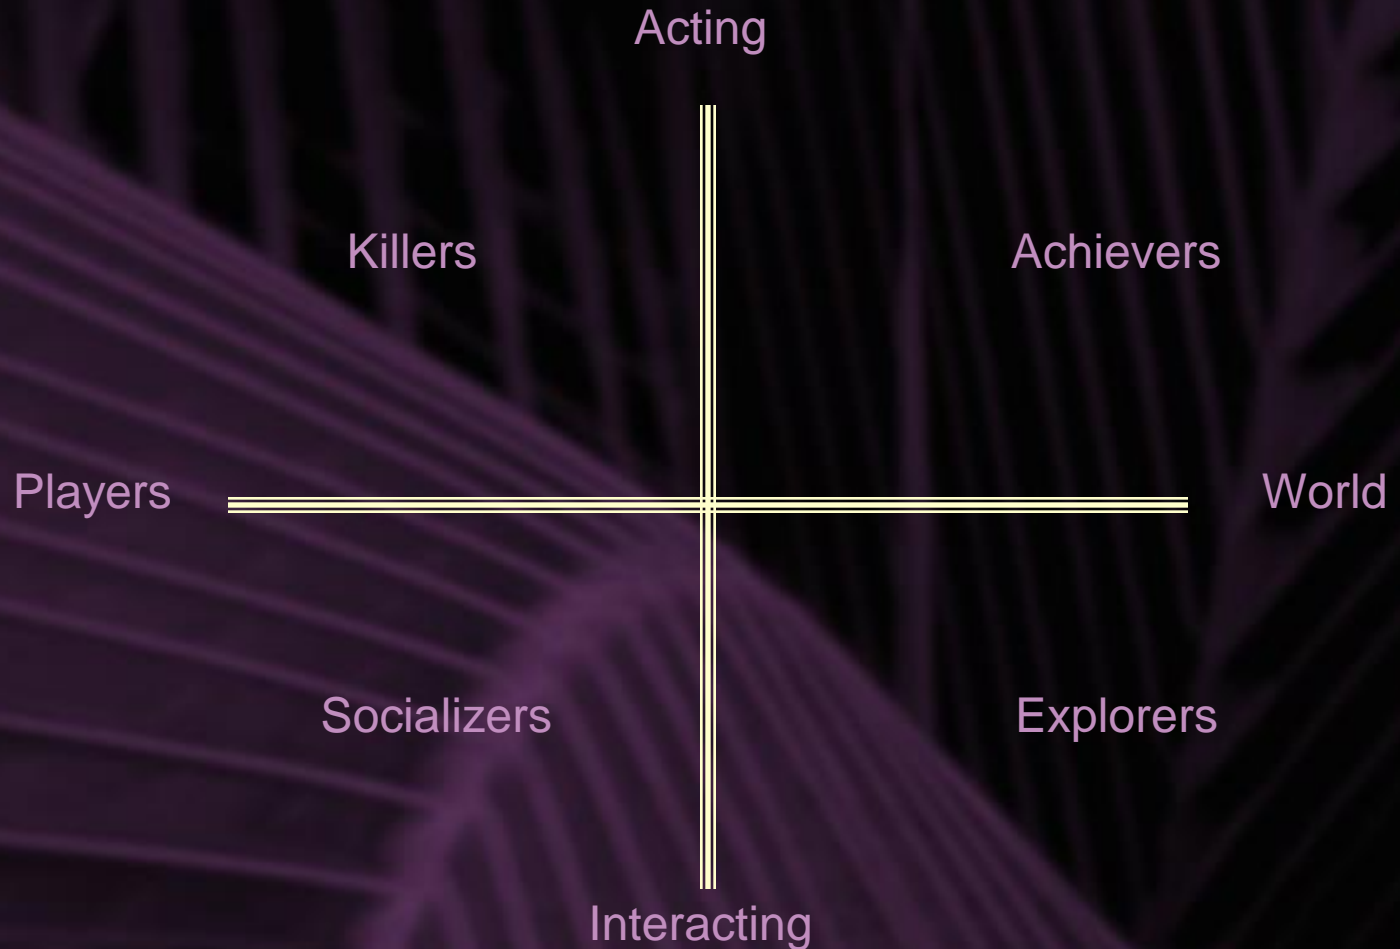 Acting
Killers
Achievers
Players
World
Socializers
Explorers
Interacting